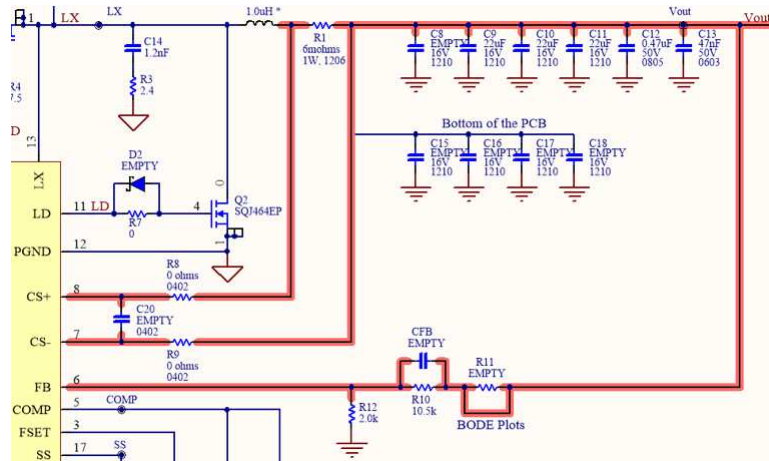 1
LX
LX
1.0uH *
R1
6mohms
1W, 1206
Vout
Vout
C14
1.2nF
R3
2.4
R4
7.5
C8
EMPTY
16V
1210
C9
22uF
16V
1210
C10
22uF
16V
1210
C11
22uF
16V
1210
C12
0.47uF
50V
0805
C13
47nF
50V
0603
Bottom of the PCB
C15
EMPTY
16V
1210
C16
EMPTY
16V
1210
C17
EMPTY
16V
1210
C18
EMPTY
16V
1210
D
13
LX
D2
EMPTY
LD
11
LD
R7
0
4
0
1
Q2
SQJ464EP
PGND
12
CS+
8
R8
0 ohms
0402
C20
EMPTY
0402
CS-
7
R9
0 ohms
0402
CFB
EMPTY
R11
EMPTY
FB
6
R12
2.0k
R10
10.5k
BODE Plots
COMP
5
COMP
FSET
3
SS
17
SS